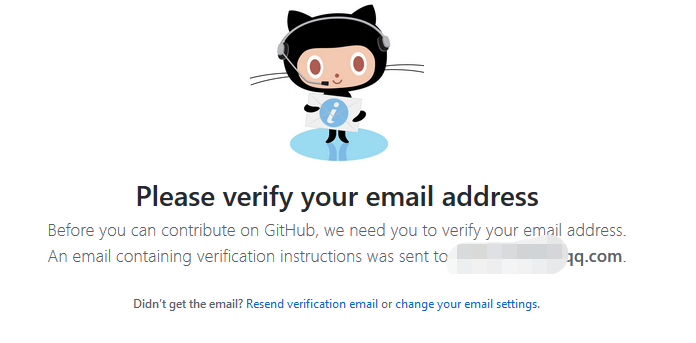 i
Please verify your email address
Before you can contribute on GitHub, we need you to verify your email address.
An email containing verification instructions was sent to qq.com.
Didn't get the email? Resend verification email or change your email settings.